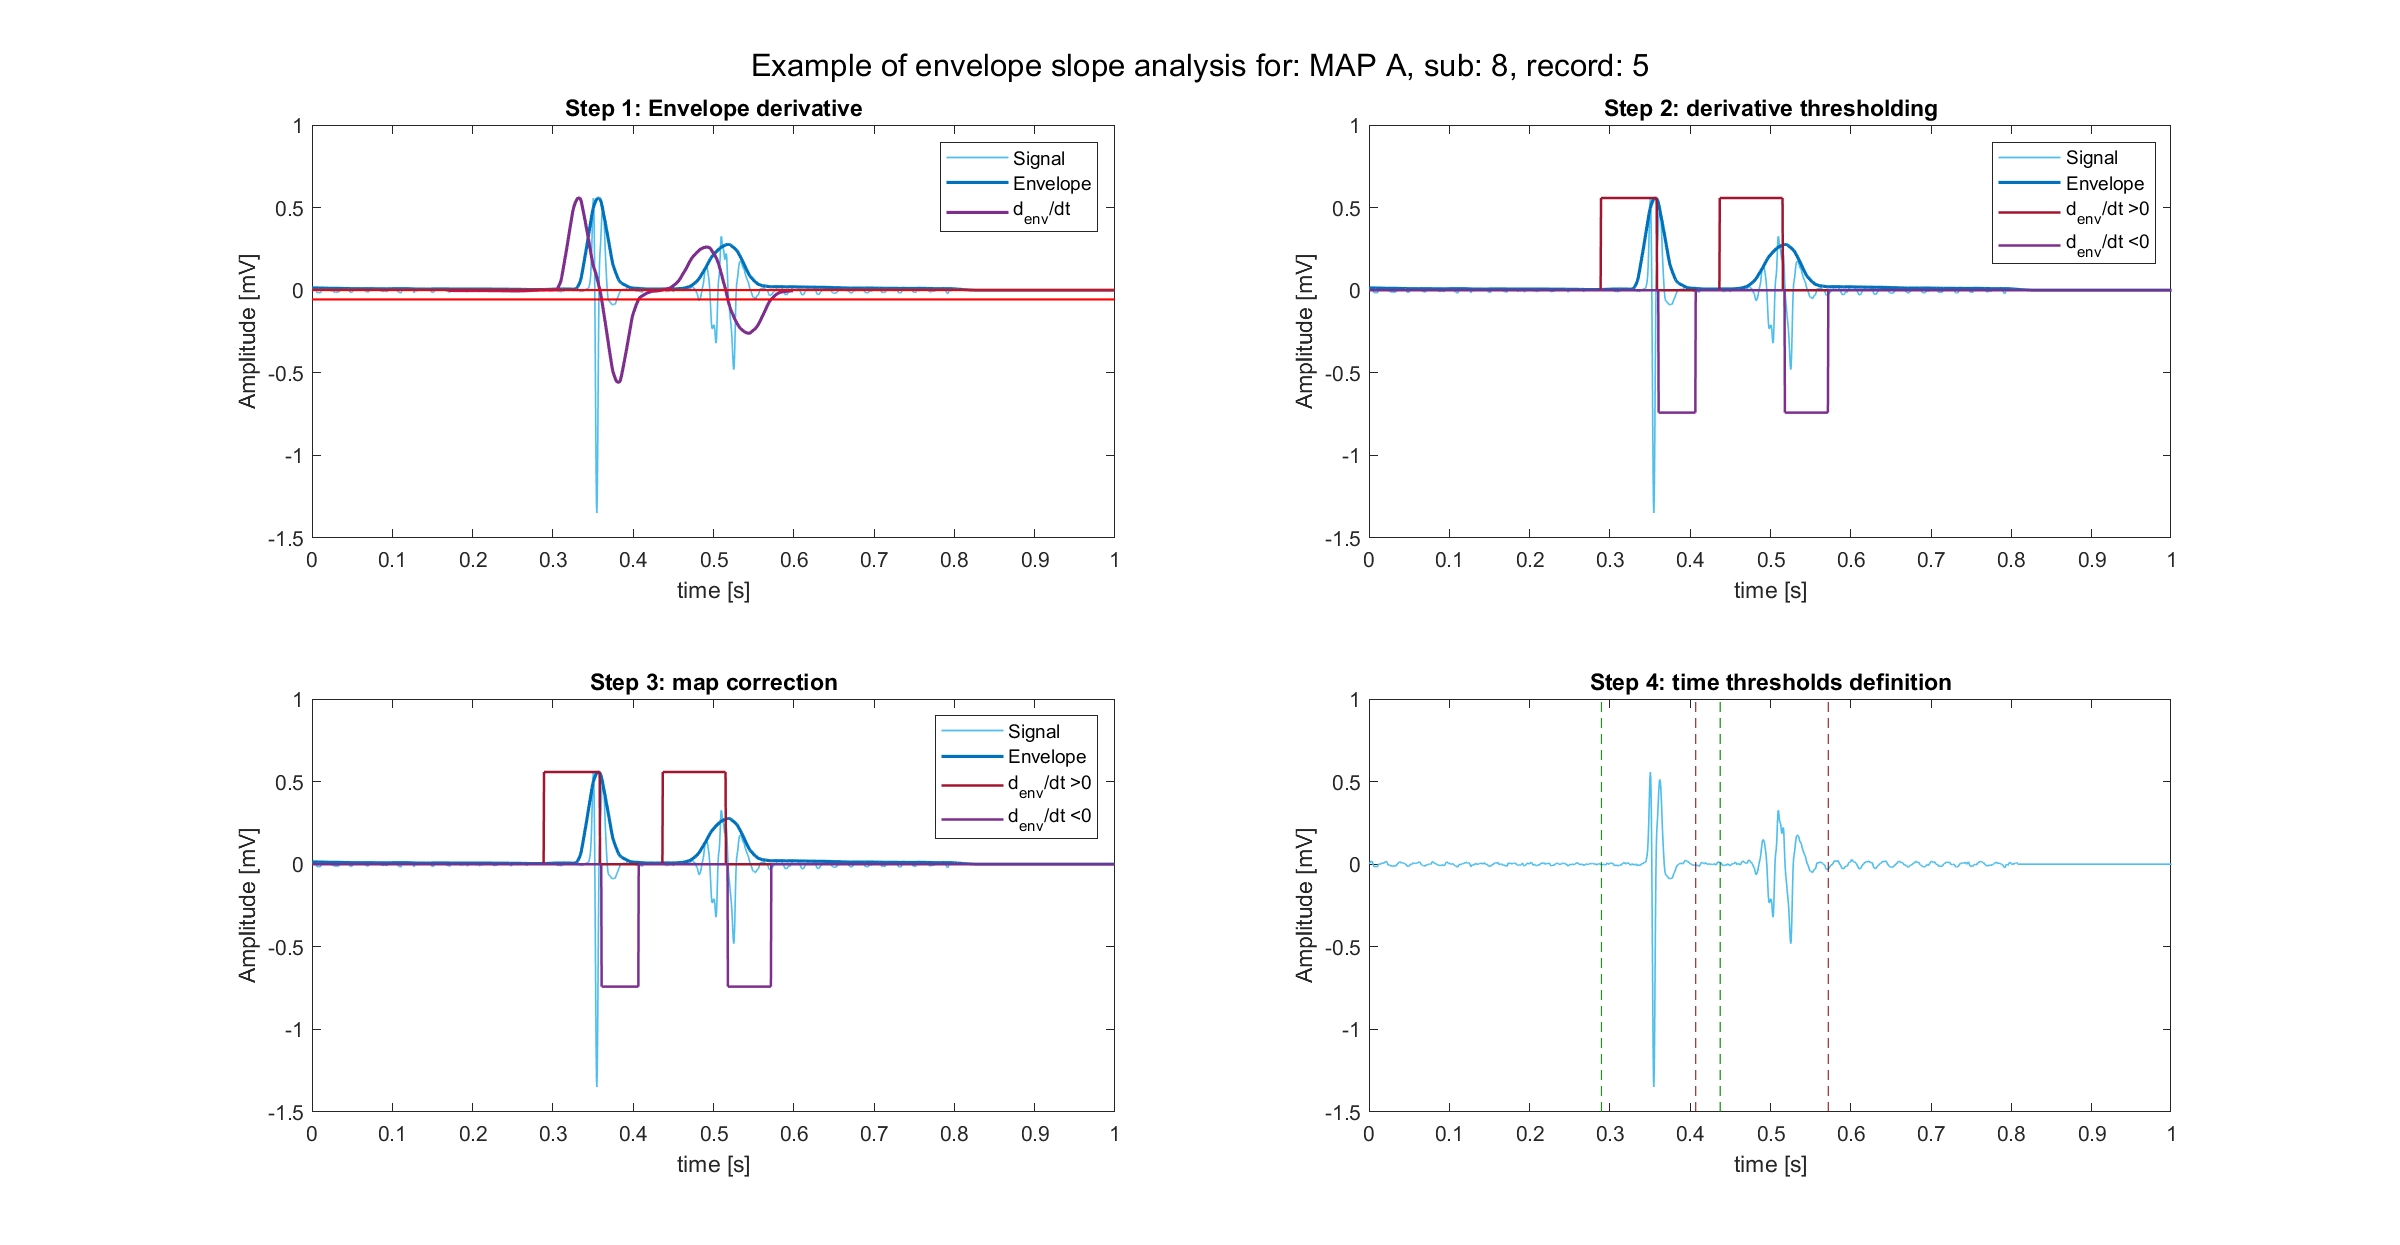 Example of envelope slope analysis for: MAP A, sub: 8, record: 5
Step 1: Envelope derivative
1
0.5
0
-0.5
-1
-1.5
Amplitude [mV]
0 0.1 0.2 0.3 0.4 0.5 0.6 0.7 0.8 0.9 1
time [s]
Signal
Envelope
d_env/dt
Step 2: derivative thresholding
1
0.5
0
-0.5
-1
-1.5
Amplitude [mV]
0 0.1 0.2 0.3 0.4 0.5 0.6 0.7 0.8 0.9 1
time [s]
Signal
Envelope
d_env/dt >0
d_env/dt <0
Step 3: map correction
1
0.5
0
-0.5
-1
-1.5
Amplitude [mV]
0 0.1 0.2 0.3 0.4 0.5 0.6 0.7 0.8 0.9 1
time [s]
Signal
Envelope
d_env/dt >0
d_env/dt <0
Step 4: time thresholds definition
1
0.5
0
-0.5
-1
-1.5
Amplitude [mV]
0 0.1 0.2 0.3 0.4 0.5 0.6 0.7 0.8 0.9 1
time [s]